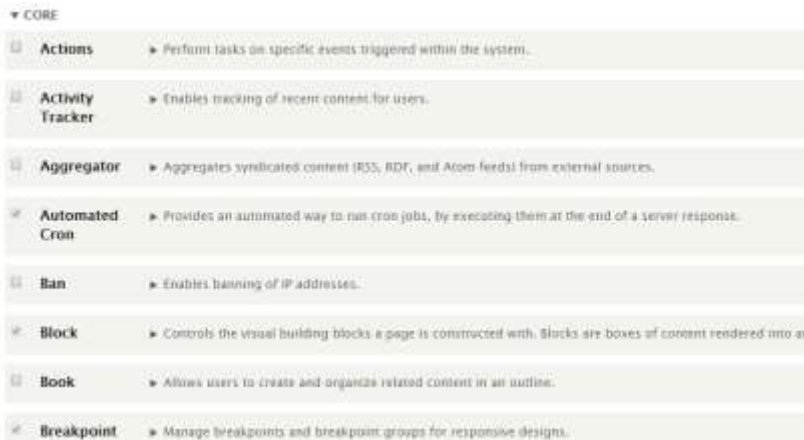 ▼ CORE
Actions ► Perform tasks on specific events triggered within the system.
Activity Tracker ► Enables tracking of recent content for users.
Aggregator ► Aggregates syndicated content (RSS, RDF, and Atom feeds) from external sources.
Automated Cron ► Provides an automated way to run cron jobs, by executing them at the end of a server response.
Ban ► Enables banning of IP addresses.
Block ► Controls the visual building blocks a page is constructed with. Blocks are boxes of content rendered into a
Book ► Allows users to create and organize related content in an outline.
Breakpoint ► Manage breakpoints and breakpoint groups for responsive designs.